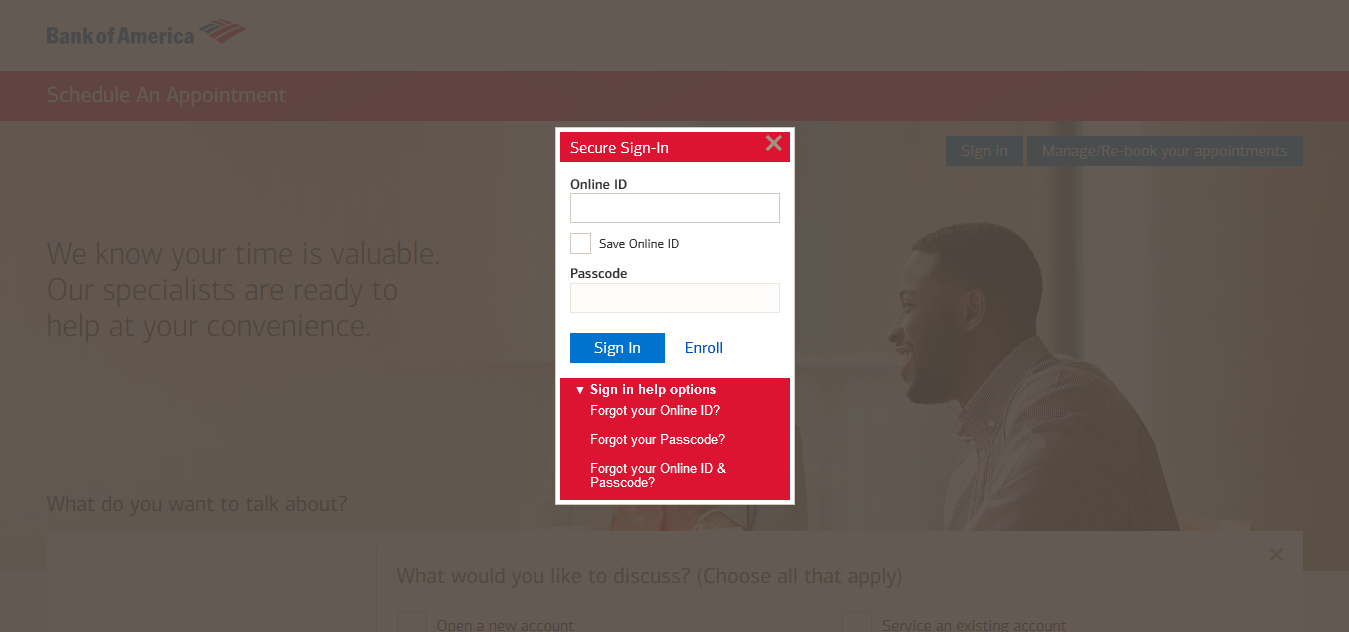 Bank of America
Schedule An Appointment
Sign in
Manage/Re-book your appointments
We know your time is valuable.
Our specialists are ready to
help at your convenience.
What do you want to talk about?
What would you like to discuss? (Choose all that apply)
Open a new account
Service an existing account
Secure Sign-In
Online ID
Save Online ID
Passcode
Sign In
Enroll
▼ Sign in help options
Forgot your Online ID?
Forgot your Passcode?
Forgot your Online ID &
Passcode?